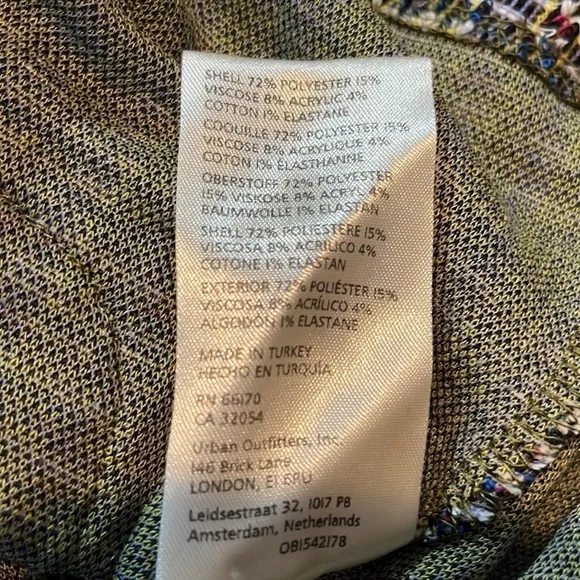 SHELL 72% POLYESTER 15%
VISCOSE 8% ACRYLIC 4%
COTTON 1% ELASTANE
COQUILLE 72% POLYESTER 15%
VISCOSE 8% ACRYLIQUE 4%
COTON 1% ÉLASTHANNE
OBERSTOFF 72% POLYESTER
15% VISKOSE 8% ACRYL 4%
BAUMWOLLE 1% ELASTAN
SHELL 72% POLIESTERE 15%
VISCOSA 8% ACRILICO 4%
COTONE 1% ELASTAN
EXTERIOR 72% POLIÉSTER 15%
VISCOSA 8% ACRÍLICO 4%
ALGODÓN 1% ELASTANE
MADE IN TURKEY
HECHO EN TURQUÍA
RN 66170
CA 32054
Urban Outfitters, Inc.
146 Brick Lane
LONDON, E1 6RU
Leidsestraat 32, 1017 PB
Amsterdam, Netherlands
OB1542178